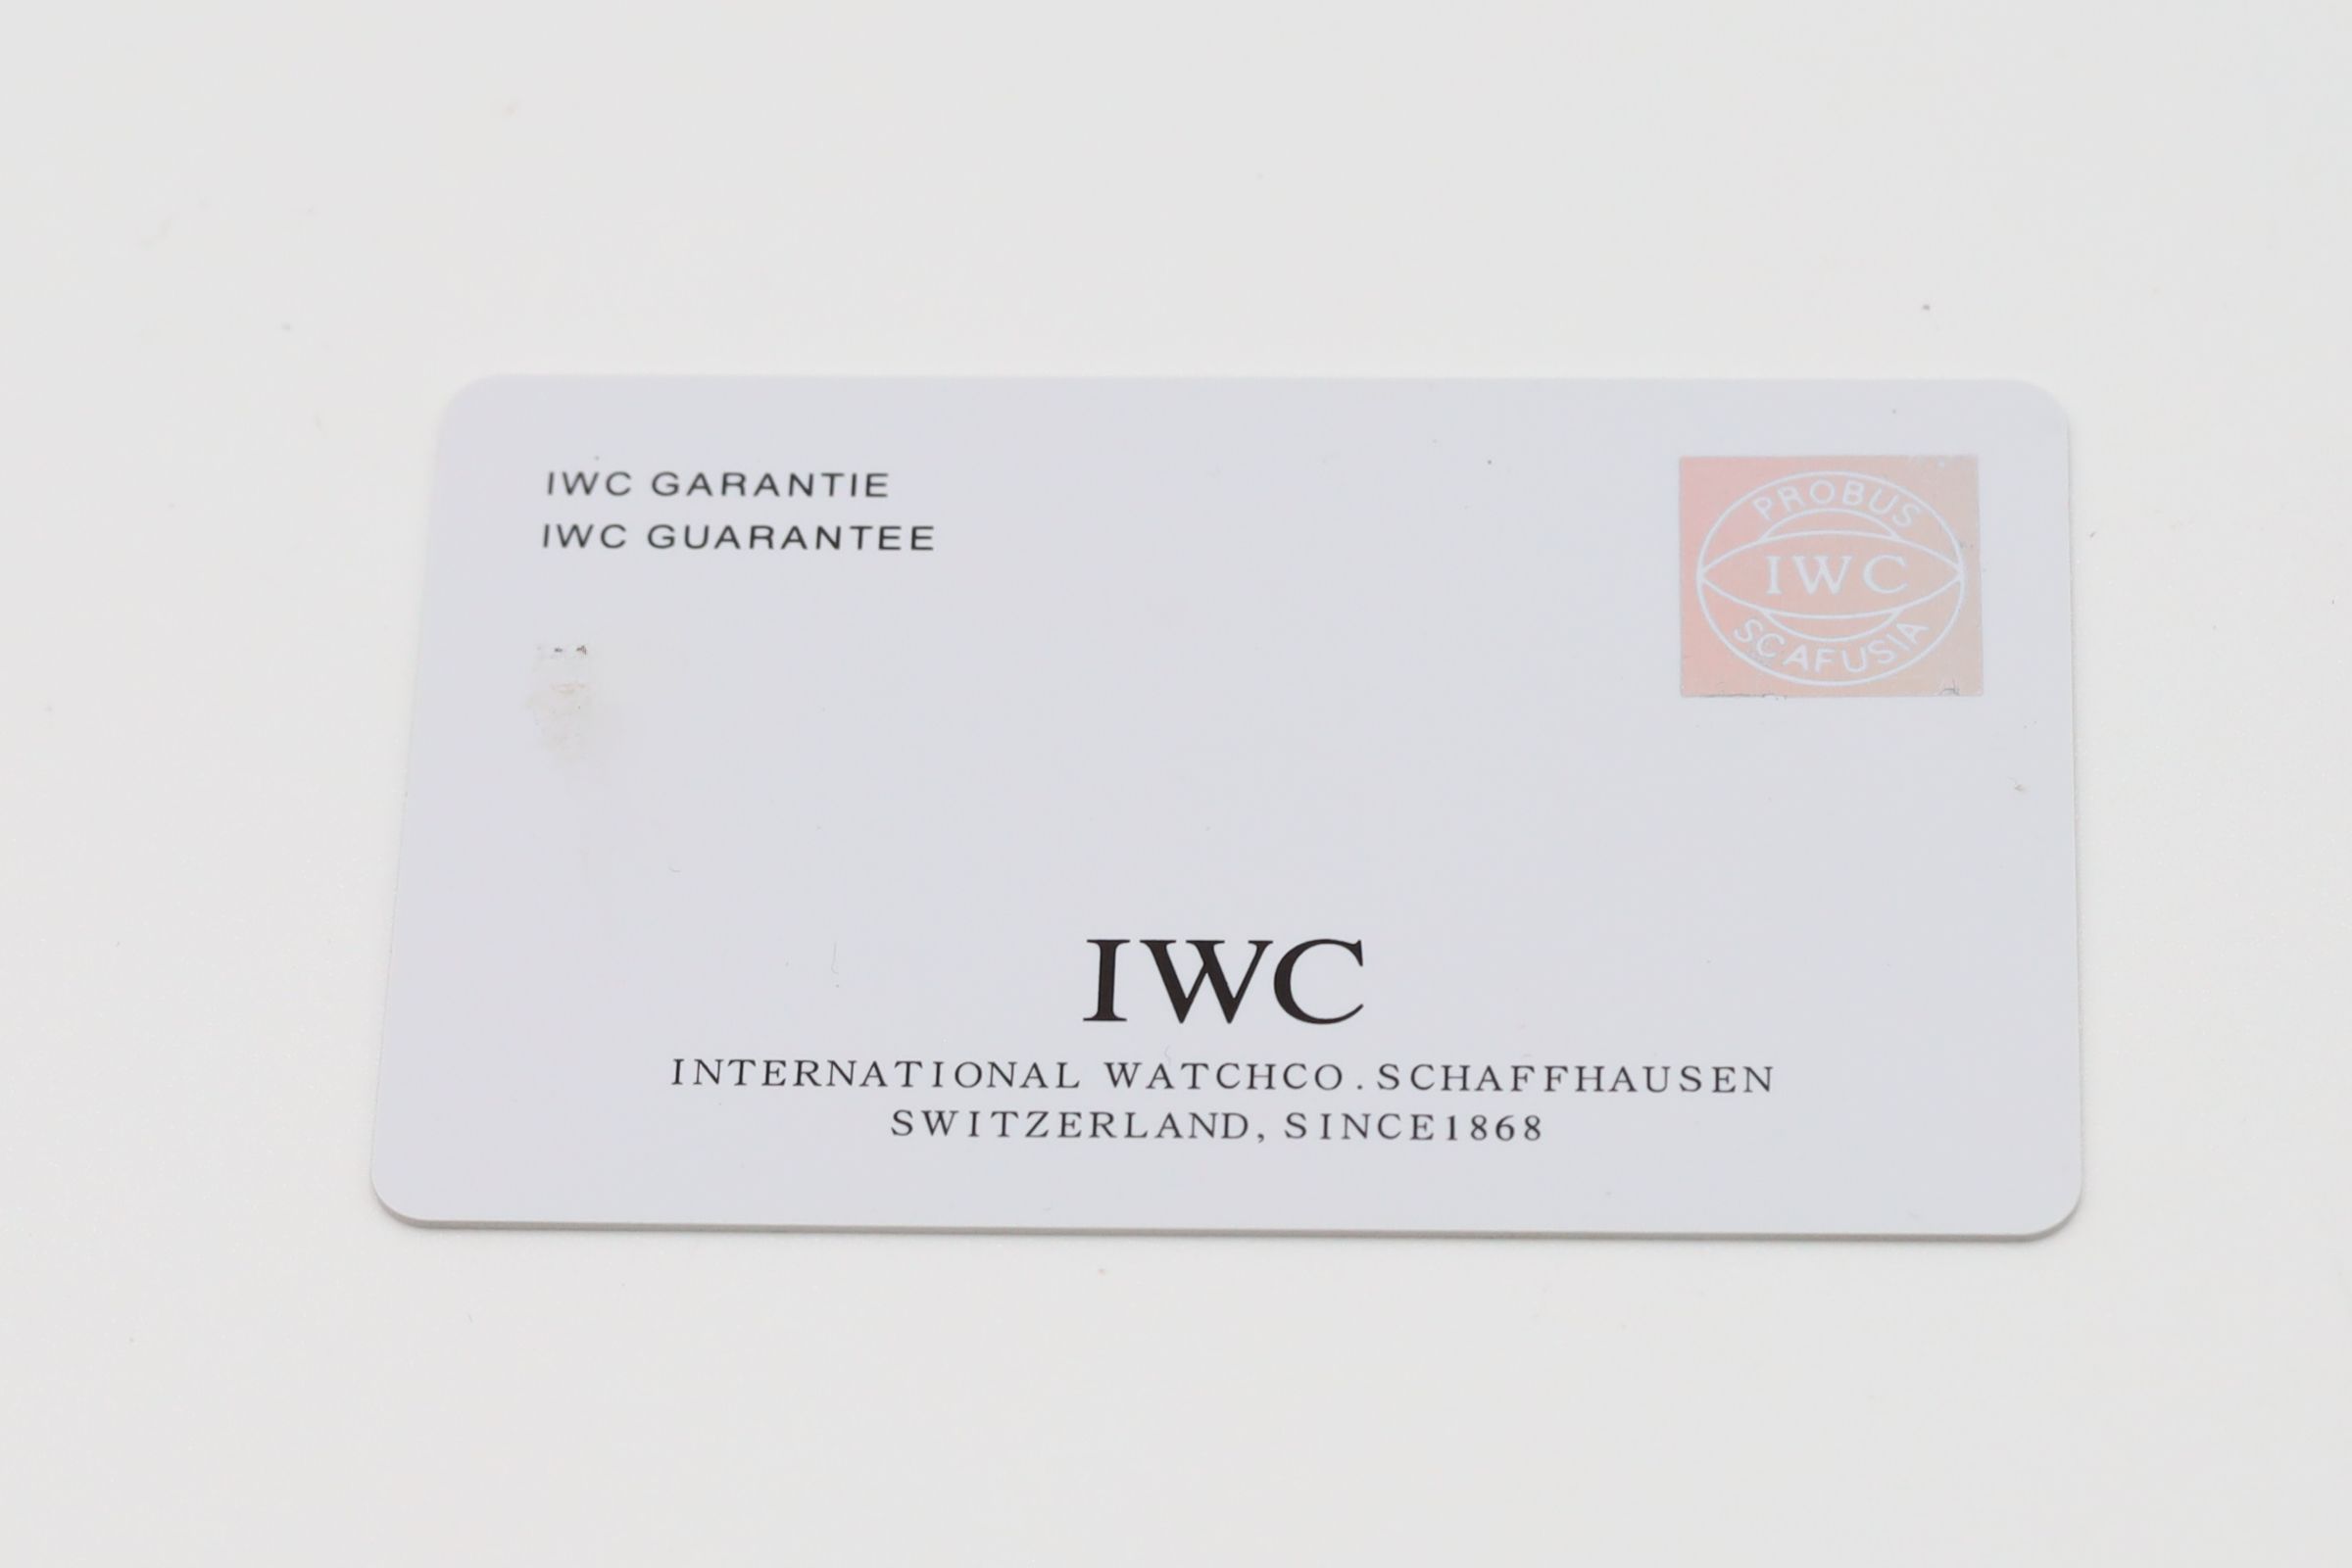 IWC GARANTIE
IWC GUARANTEE
PROBUS
IWC
SCAFUSIA
IWC
INTERNATIONAL WATCHCO.SCHAFFHAUSEN
SWITZERLAND, SINCE1868